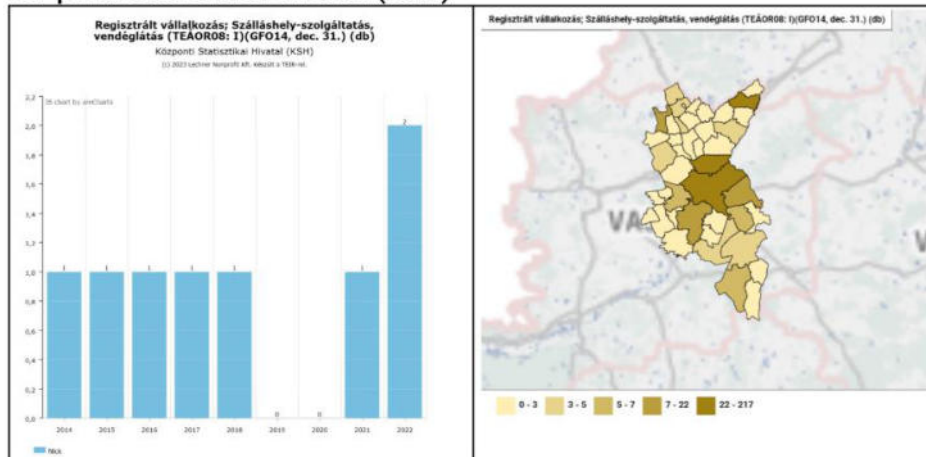 Regisztrált vállalkozás; Szálláshely-szolgáltatás,
vendéglátás (TEÁOR08: I)(GFO14, dec. 31.) (db)
Központi Statisztikai Hivatal (KSH)
(c) 2023 Lechner Nonprofit Kft. Készült a TEIR-rel.
JS chart by amCharts
2,2
2,0
1,8
1,6
1,4
1,2
1,0
0,8
0,6
0,4
0,2
0,0
1
1
1
1
1
0
0
1
2
2014
2015
2016
2017
2018
2019
2020
2021
2022
Nick
Regisztrált vállalkozás; Szálláshely-szolgáltatás, vendéglátás (TEÁOR08: I)(GFO14, dec. 31.) (db)
VA
V
0 - 3
3 - 5
5 - 7
7 - 22
22 - 217